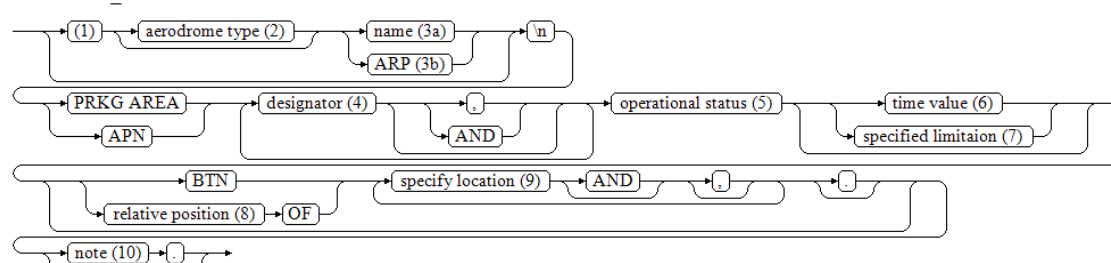 (1) aerodrome type (2) name (3a) \n
ARP (3b)
PRKG AREA designator (4) , operational status (5) time value (6)
APN AND specified limitaion (7)
BTN specify location (9) AND , .
relative position (8) OF
note (10) .